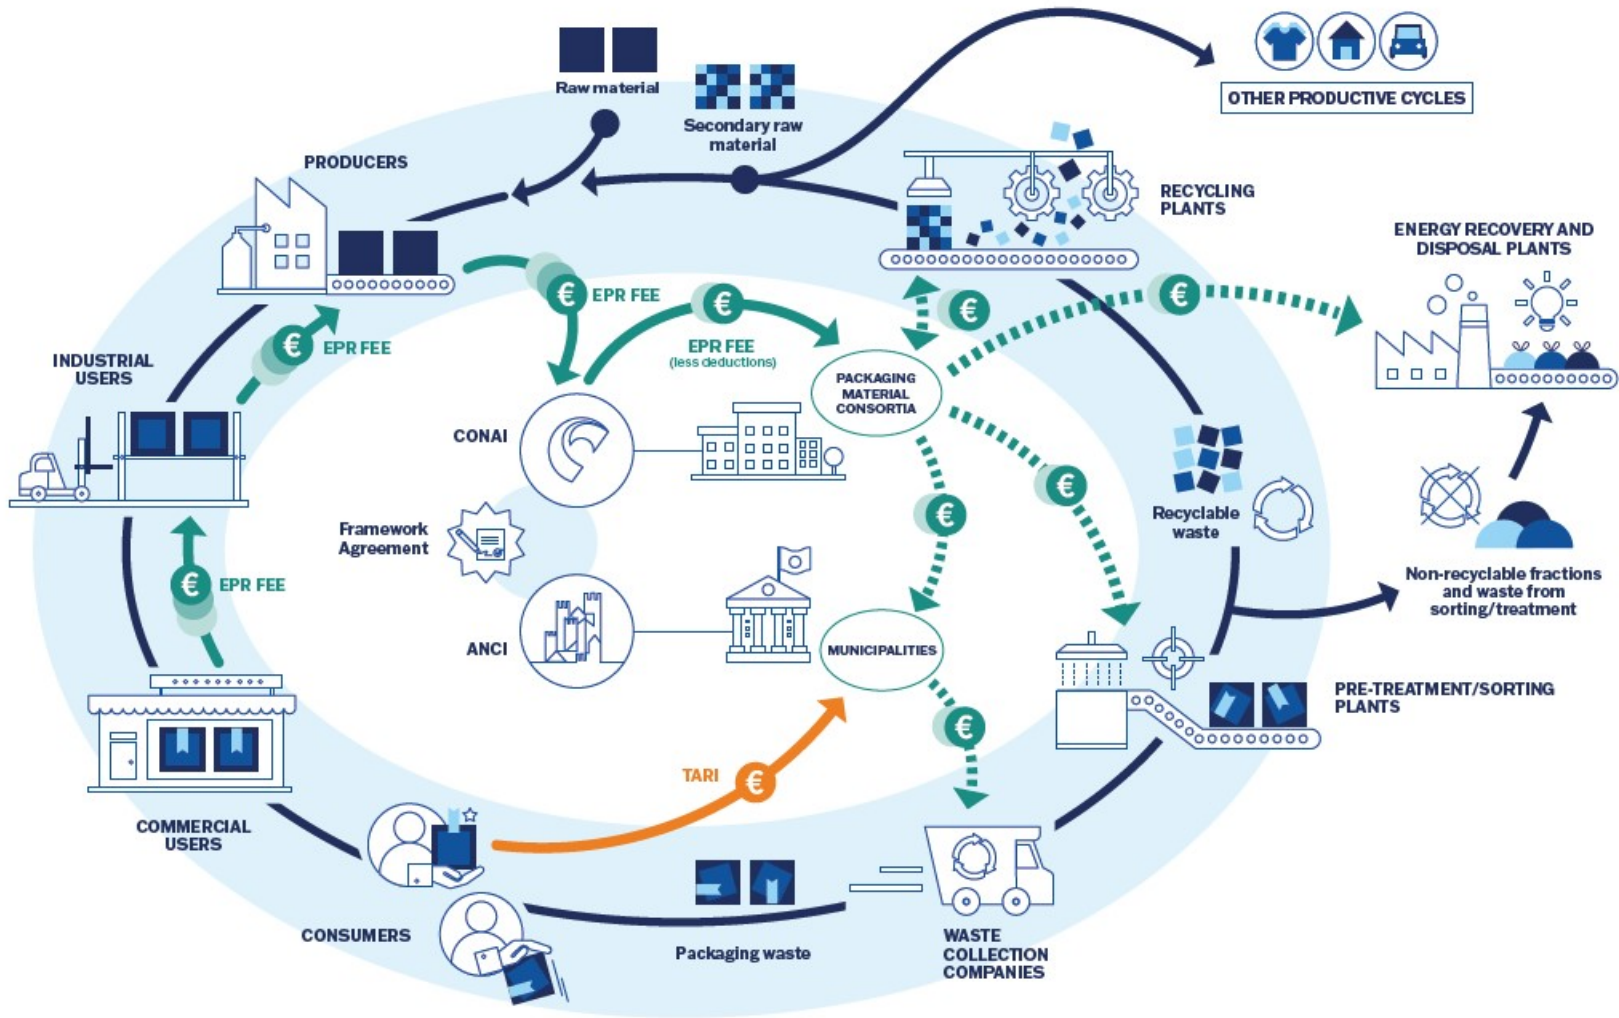 Raw material
Secondary raw
material
OTHER PRODUCTIVE CYCLES
PRODUCERS
RECYCLING
PLANTS
ENERGY RECOVERY AND
DISPOSAL PLANTS
€
EPR FEE
€
EPR FEE
(less deductions)
€
€
€
EPR FEE
INDUSTRIAL
USERS
PACKAGING
MATERIAL
CONSORTIA
CONAI
€
€
Recyclable
waste
Framework
Agreement
Non-recyclable fractions
and waste from
sorting/treatment
€
EPR FEE
ANCI
MUNICIPALITIES
PRE-TREATMENT/SORTING
PLANTS
€
TARI
€
COMMERCIAL
USERS
CONSUMERS
Packaging waste
WASTE
COLLECTION
COMPANIES